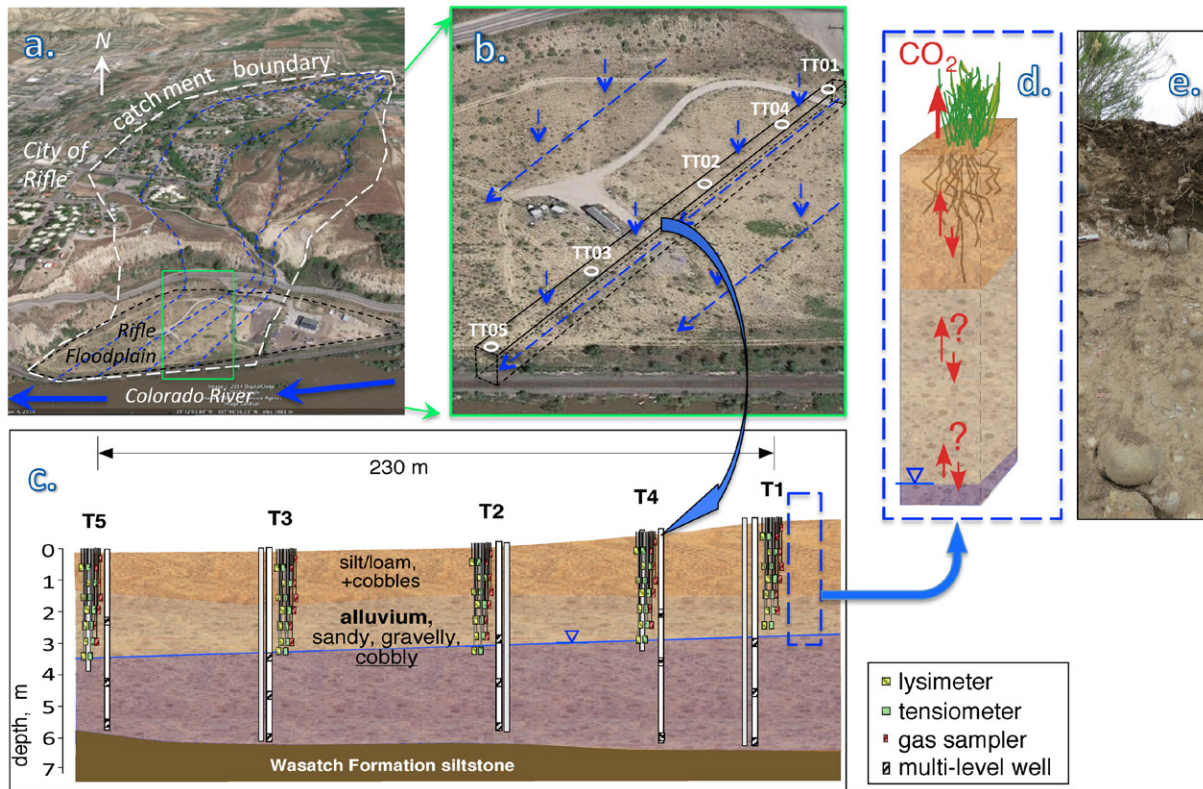 a.
N
catchment boundary
City of
Rifle
Rifle
Floodplain
Colorado River
b.
TT01
TT04
TT02
TT03
TT05
CO2
d.
?
?
e.
c.
230 m
T5
T3
T2
T4
T1
0
1
2
3
4
5
6
7
depth, m
silt/loam,
+cobbles
alluvium,
sandy, gravelly,
cobbly
Wasatch Formation siltstone
lysimeter
tensiometer
gas sampler
multi-level well